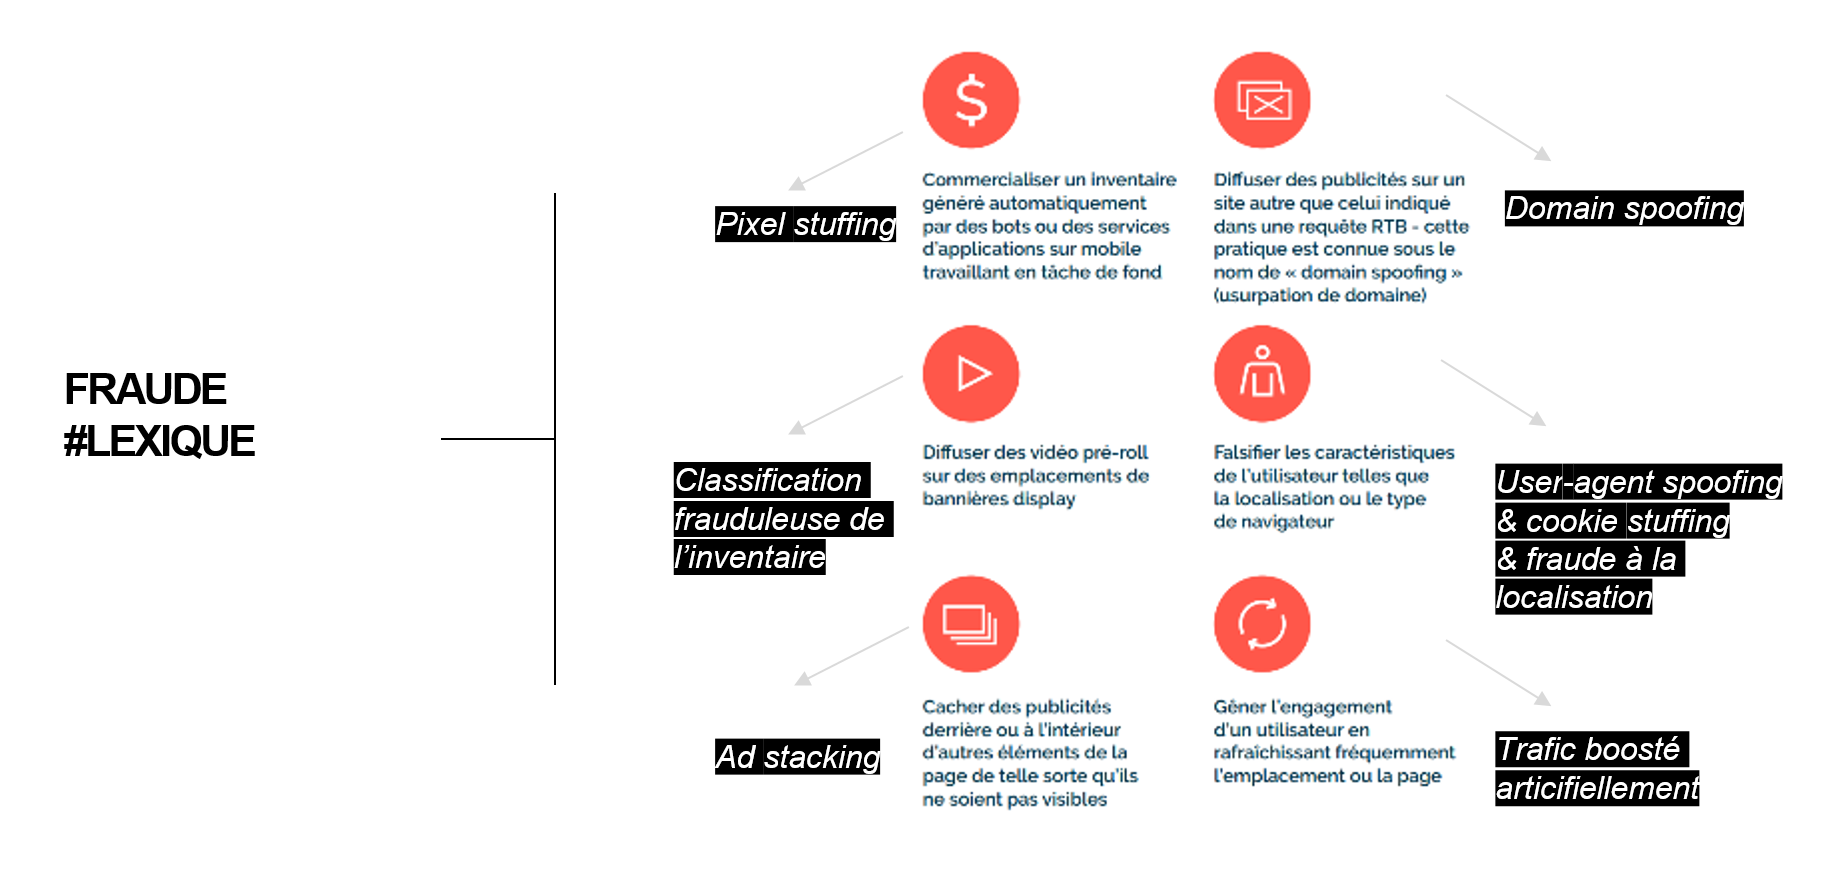 FRAUDE
#LEXIQUE
$
Commercialiser un inventaire
généré automatiquement
par des bots ou des services
d'applications sur mobile
travaillant en tâche de fond
Pixel stuffing
Diffuser des publicités sur un
site autre que celui indiqué
dans une requête RTB - cette
pratique est connue sous le
nom de « domain spoofing »
(usurpation de domaine)
Domain spoofing
Diffuser des vidéo pré-roll
sur des emplacements de
bannières display
Classification
frauduleuse de
l’inventaire
Falsifier les caractéristiques
de l'utilisateur telles que
la localisation ou le type
de navigateur
User-agent spoofing
& cookie stuffing
& fraude à la
localisation
Cacher des publicités
derrière ou à l'intérieur
d'autres éléments de la
page de telle sorte qu'ils
ne soient pas visibles
Ad stacking
Gêner l'engagement
d'un utilisateur en
rafraîchissant fréquemment
l'emplacement ou la page
Trafic boosté
articifiellement